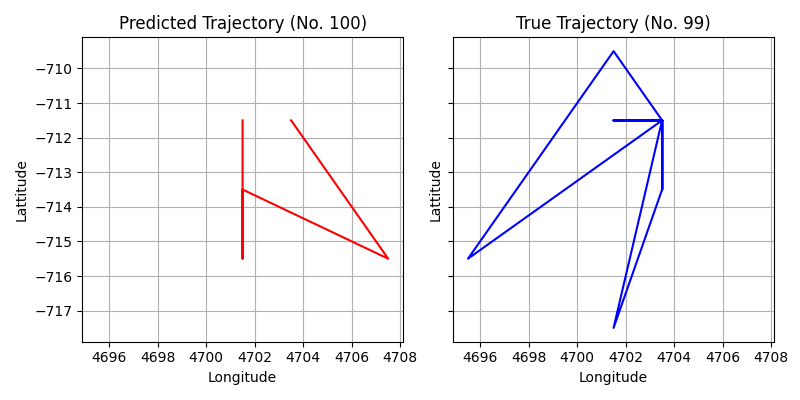 Predicted Trajectory (No. 100)
True Trajectory (No. 99)
Lattitude
−710
−711
−712
−713
−714
−715
−716
−717
4696 4698 4700 4702 4704 4706 4708
Longitude
Lattitude
4696 4698 4700 4702 4704 4706 4708
Longitude